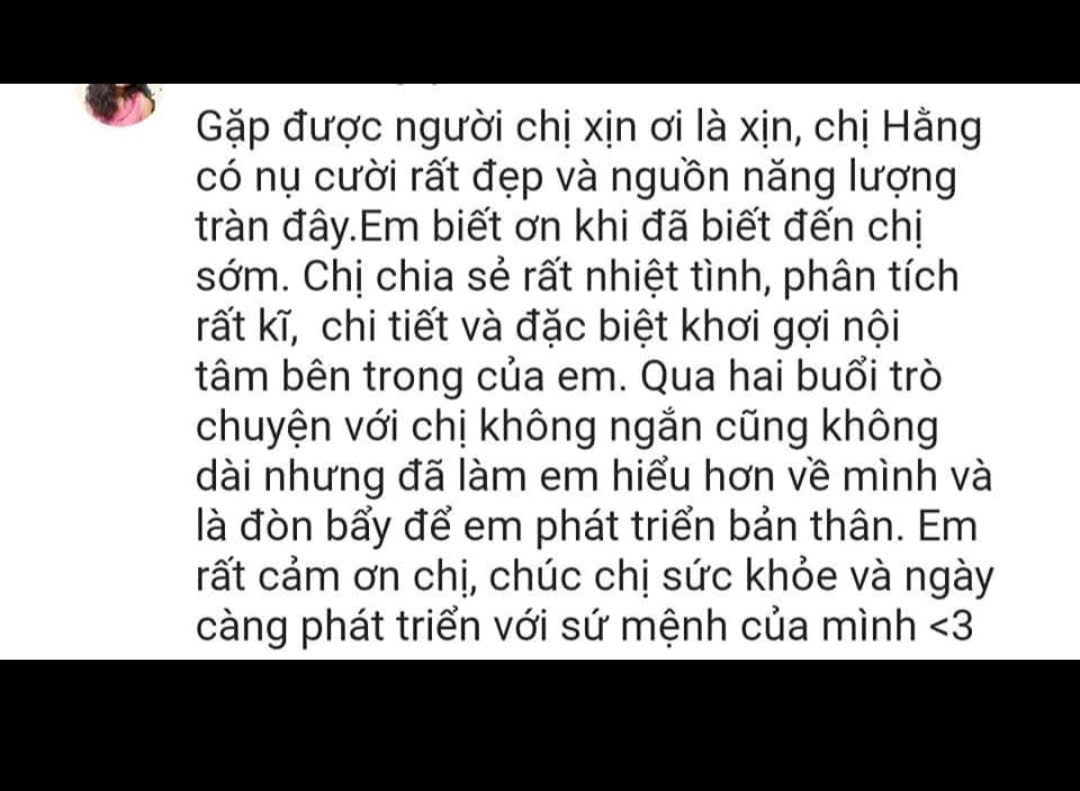 Gặp được người chị xịn ơi là xịn, chị Hằng
có nụ cười rất đẹp và nguồn năng lượng
tràn đây.Em biết ơn khi đã biết đến chị
sớm. Chị chia sẻ rất nhiệt tình, phân tích
rất kĩ,  chi tiết và đặc biệt khơi gợi nội
tâm bên trong của em. Qua hai buổi trò
chuyện với chị không ngắn cũng không
dài nhưng đã làm em hiểu hơn về mình và
là đòn bẩy để em phát triển bản thân. Em
rất cảm ơn chị, chúc chị sức khỏe và ngày
càng phát triển với sứ mệnh của mình <3